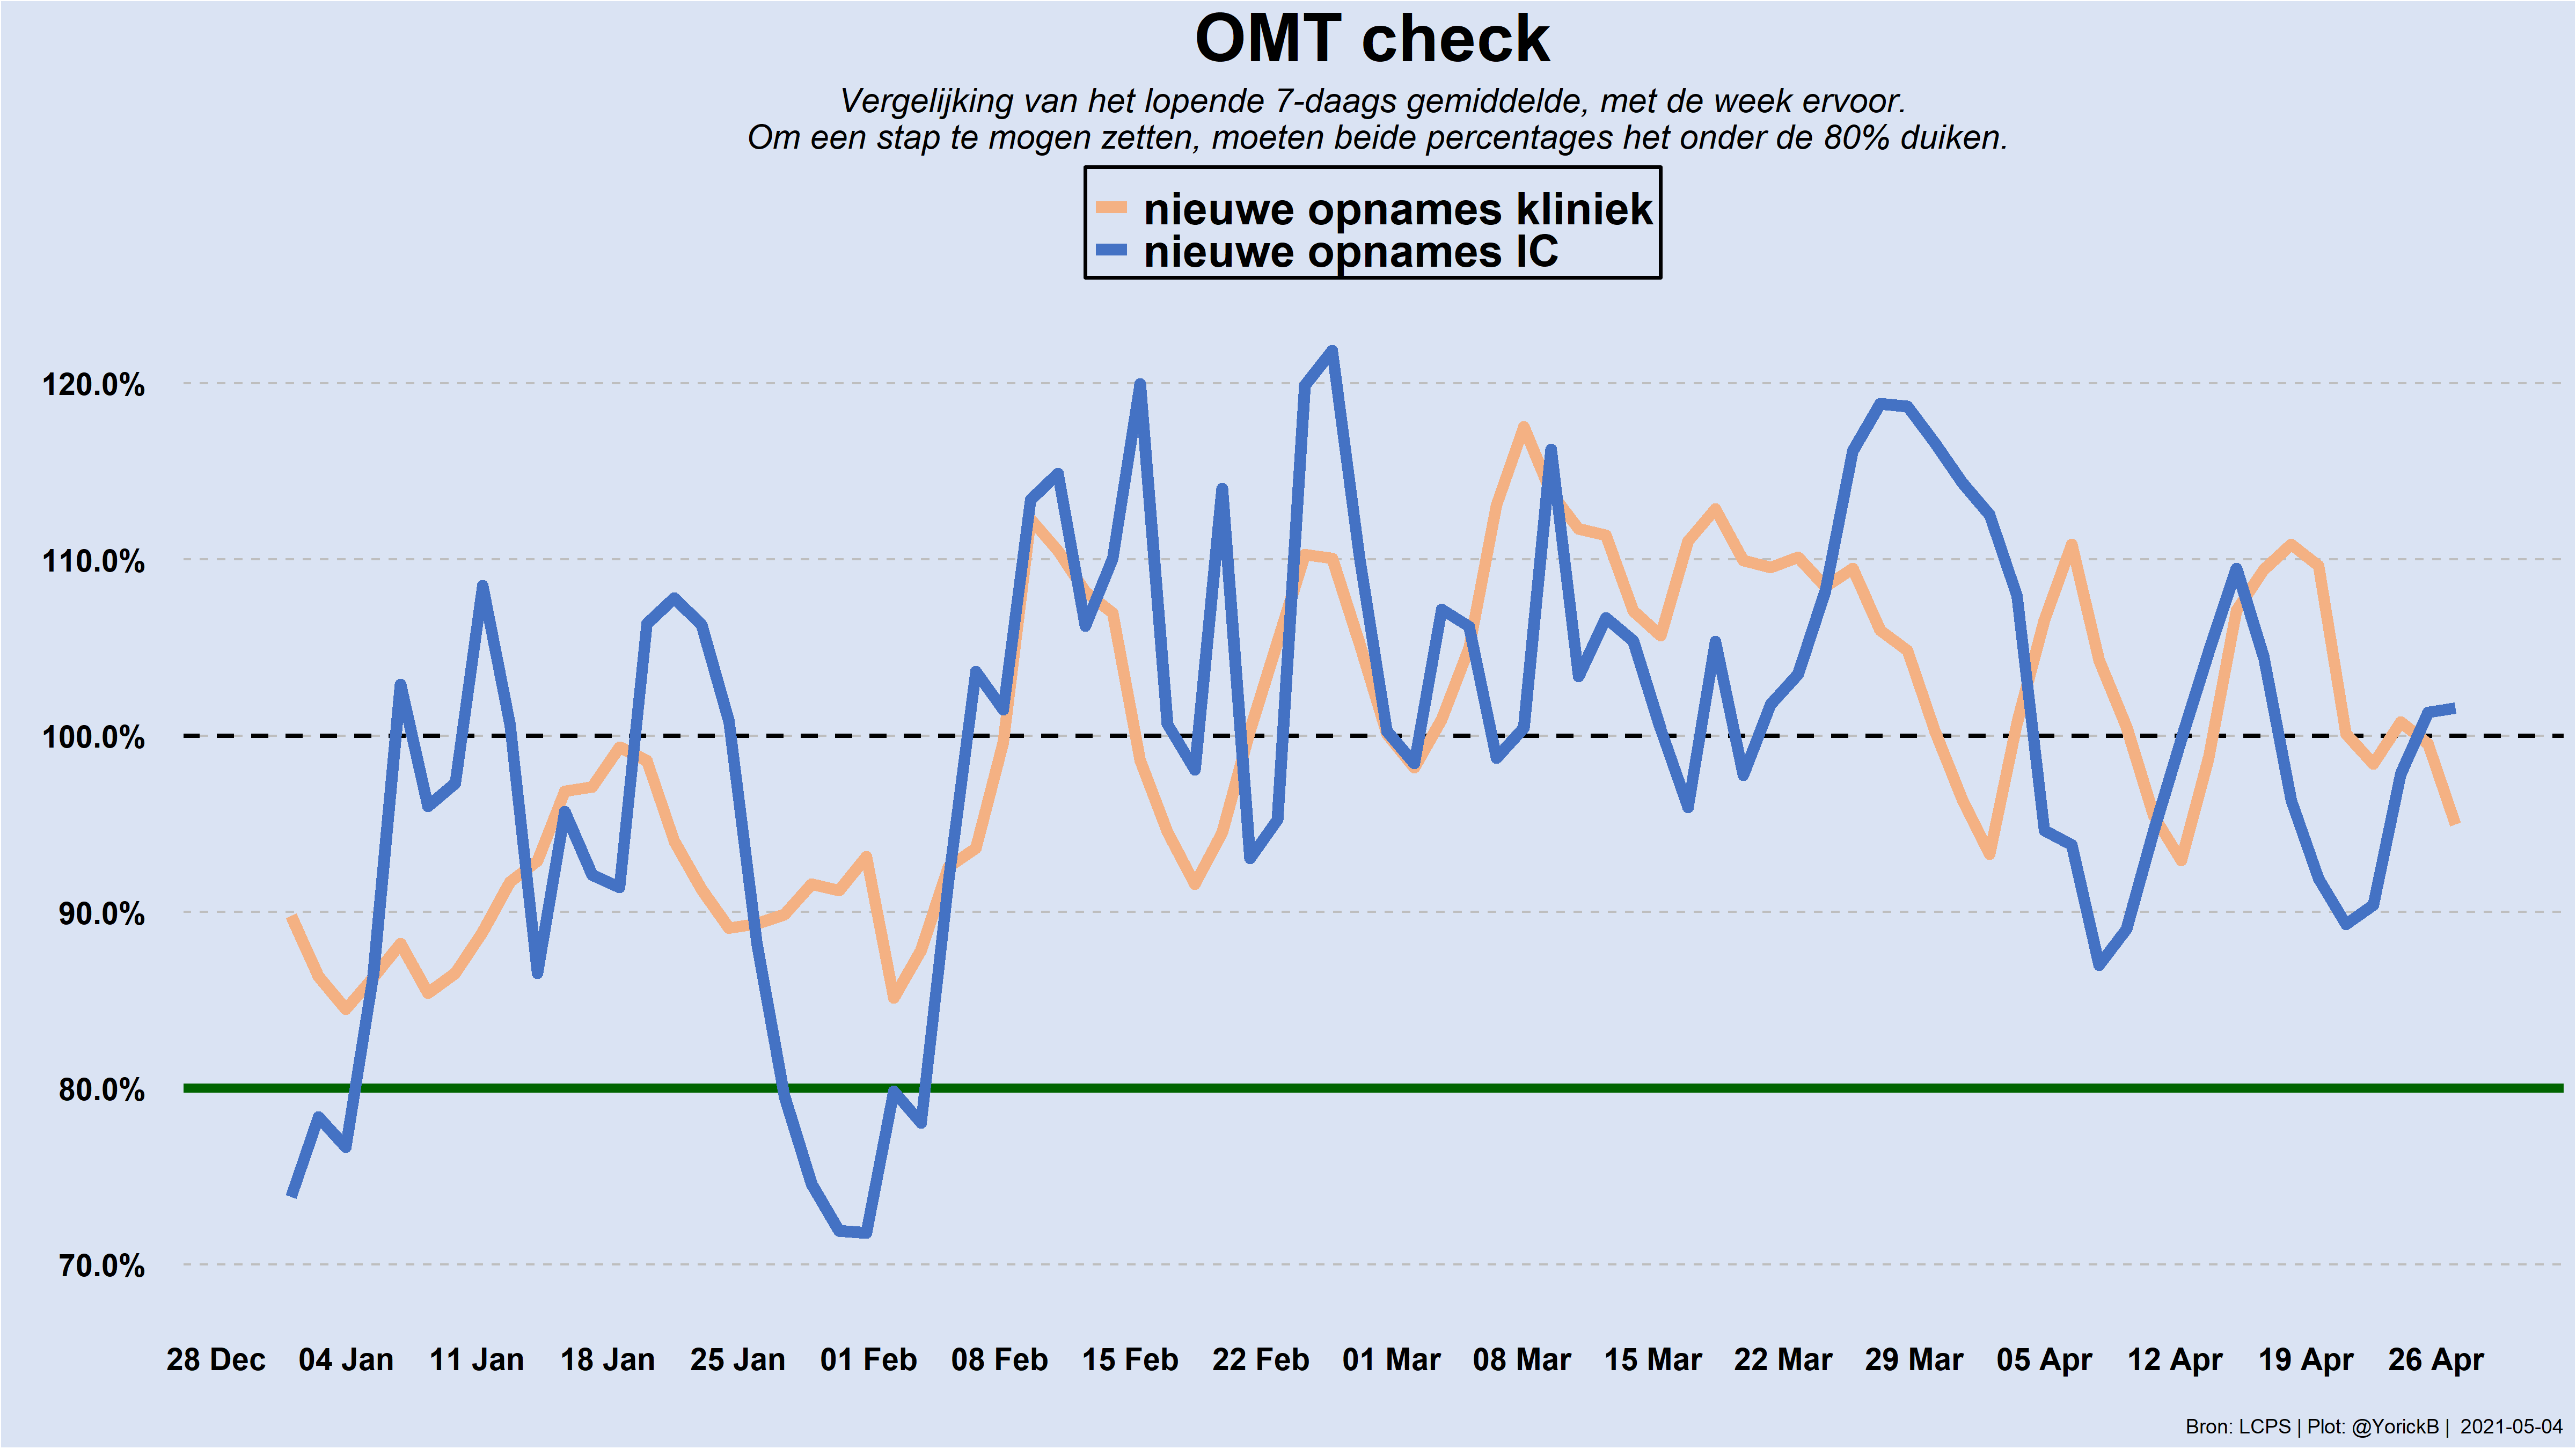 OMT check
Vergelijking van het lopende 7-daags gemiddelde, met de week ervoor.
Om een stap te mogen zetten, moeten beide percentages het onder de 80% duiken.
nieuwe opnames kliniek
nieuwe opnames IC
120.0%
110.0%
100.0%
90.0%
80.0%
70.0%
28 Dec 04 Jan 11 Jan 18 Jan 25 Jan 01 Feb 08 Feb 15 Feb 22 Feb 01 Mar 08 Mar 15 Mar 22 Mar 29 Mar 05 Apr 12 Apr 19 Apr 26 Apr
Bron: LCPS | Plot: @YorickB | 2021-05-04